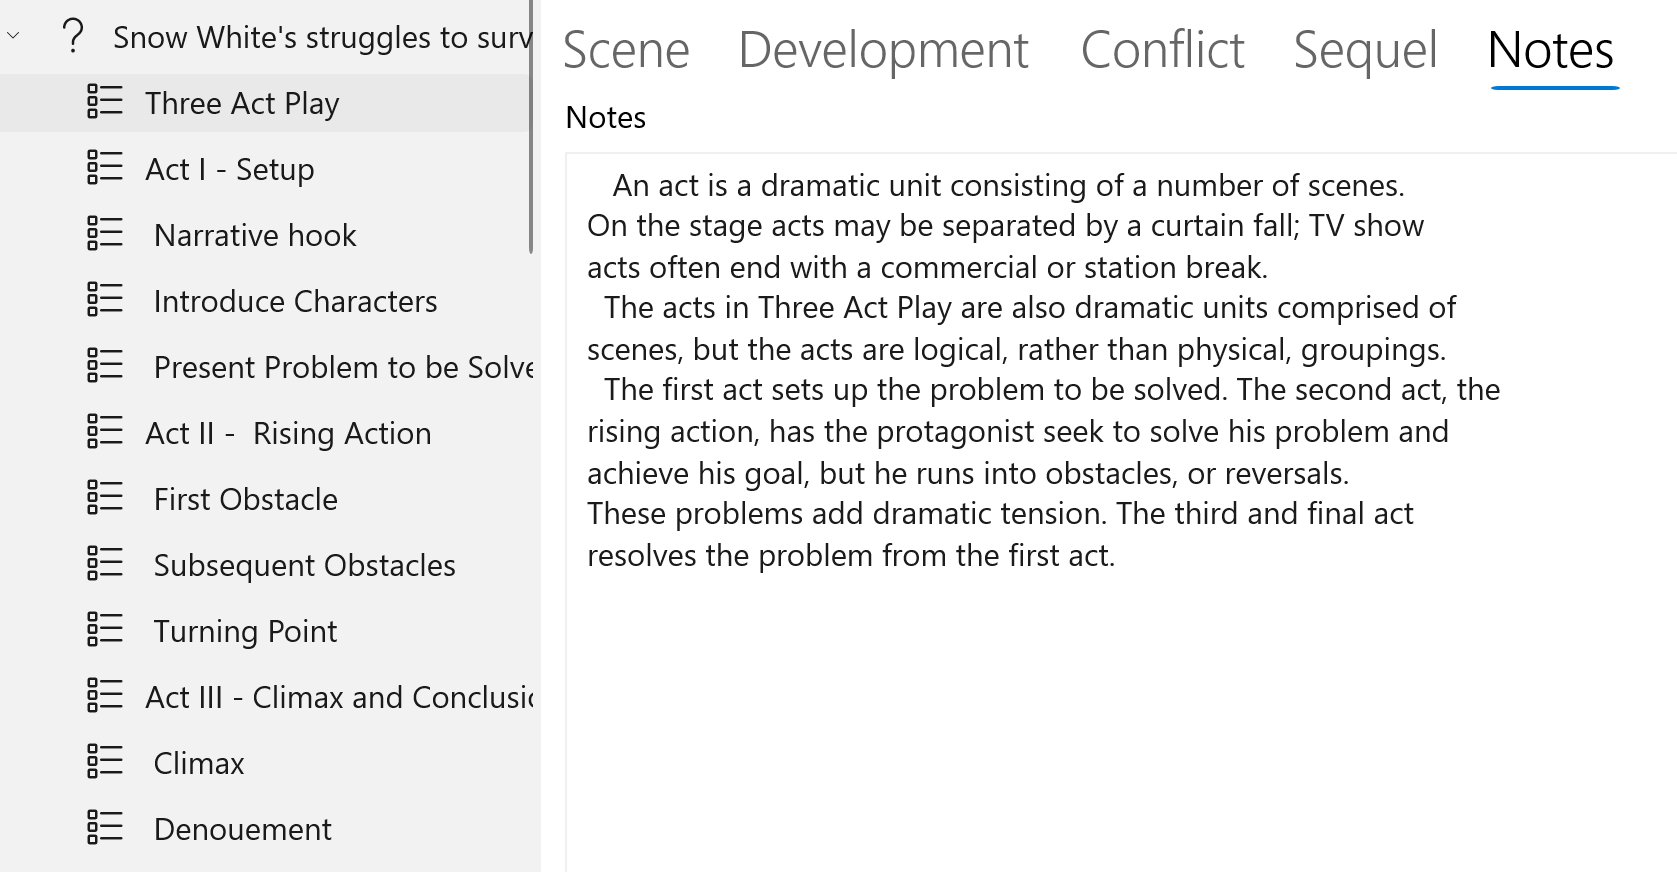 Snow White's struggles to surv
Three Act Play
Act I - Setup
Narrative hook
Introduce Characters
Present Problem to be Solve
Act II -  Rising Action
First Obstacle
Subsequent Obstacles
Turning Point
Act III - Climax and Conclusic
Climax
Denouement
Scene Development Conflict Sequel Notes
Notes
An act is a dramatic unit consisting of a number of scenes.
On the stage acts may be separated by a curtain fall; TV show
acts often end with a commercial or station break.
The acts in Three Act Play are also dramatic units comprised of
scenes, but the acts are logical, rather than physical, groupings.
The first act sets up the problem to be solved. The second act, the
rising action, has the protagonist seek to solve his problem and
achieve his goal, but he runs into obstacles, or reversals.
These problems add dramatic tension. The third and final act
resolves the problem from the first act.